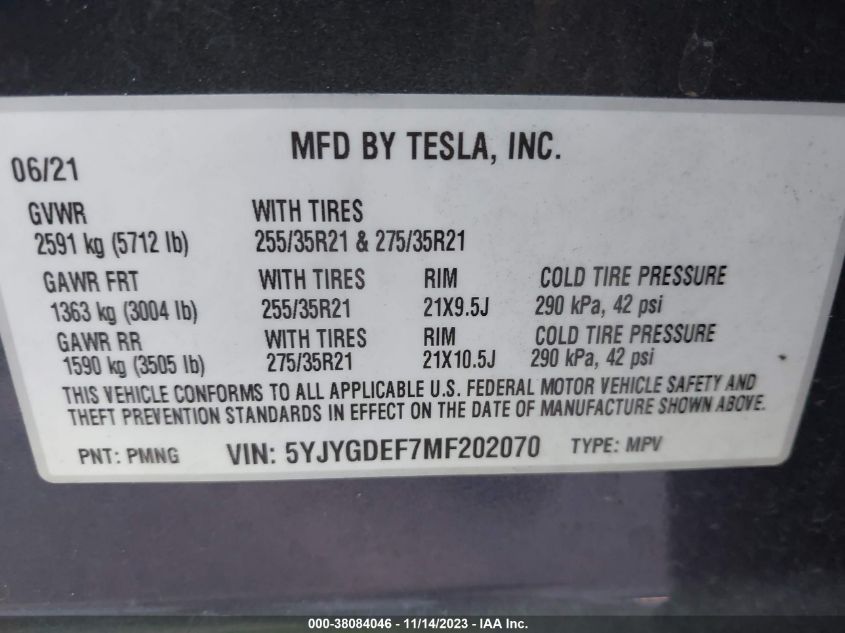 MFD BY TESLA, INC.
06/21
GVWR WITH TIRES
2591 kg (5712 lb) 255/35R21 & 275/35R21
GAWR FRT WITH TIRES RIM COLD TIRE PRESSURE
1363 kg (3004 lb) 255/35R21 21X9.5J 290 kPa, 42 psi
GAWR RR WITH TIRES RIM COLD TIRE PRESSURE
1590 kg (3505 lb) 275/35R21 21X10.5J 290 kPa, 42 psi
THIS VEHICLE CONFORMS TO ALL APPLICABLE U.S. FEDERAL MOTOR VEHICLE SAFETY AND
THEFT PREVENTION STANDARDS IN EFFECT ON THE DATE OF MANUFACTURE SHOWN ABOVE.
PNT: PMNG VIN: 5YJYGDEF7MF202070 TYPE: MPV
000-38084046 - 11/14/2023 - IAA Inc.